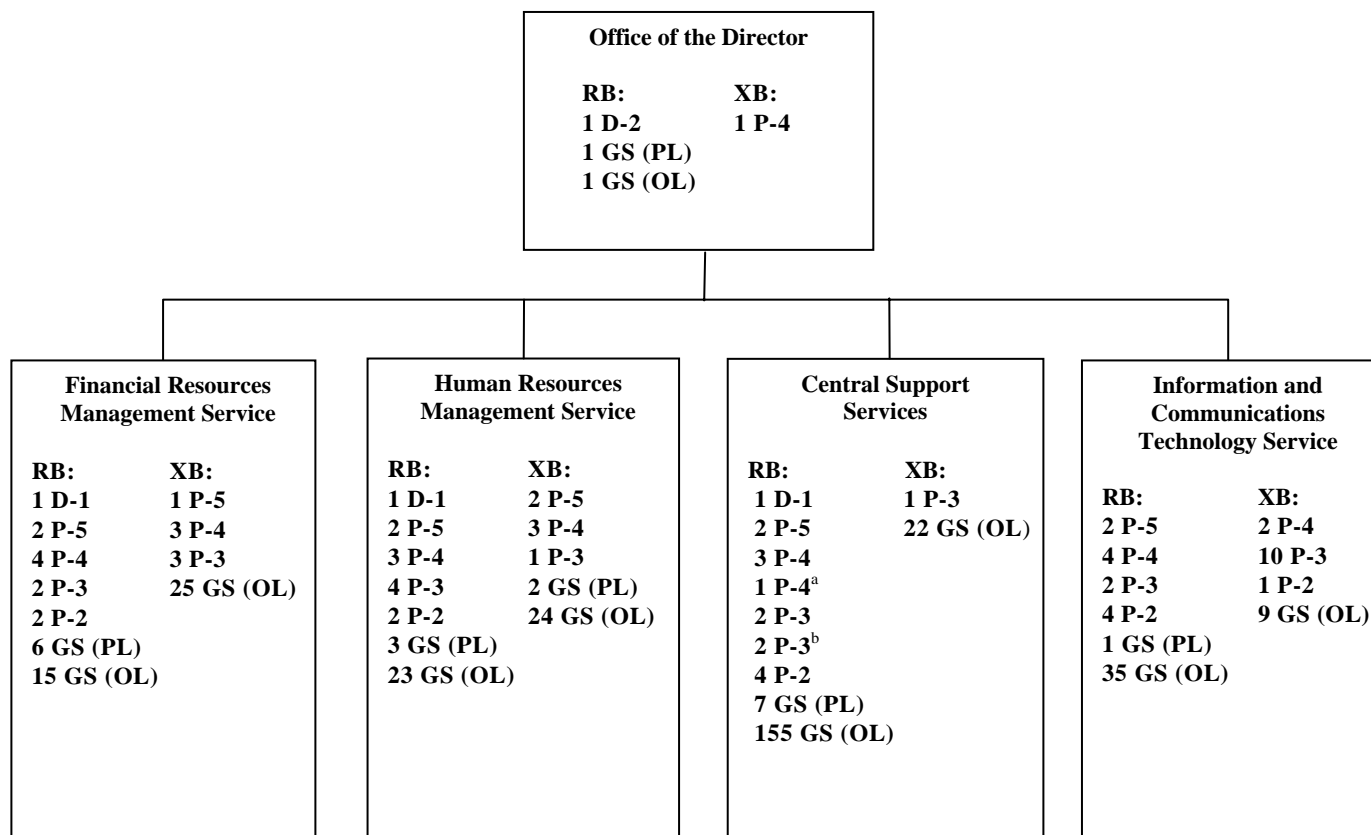 Office of the Director
RB: XB:
1 D-2 1 P-4
1 GS (PL)
1 GS (OL)
Financial Resources
Management Service
RB: XB:
1 D-1 1 P-5
2 P-5 3 P-4
4 P-4 3 P-3
2 P-3 25 GS (OL)
2 P-2
6 GS (PL)
15 GS (OL)
Human Resources
Management Service
RB: XB:
1 D-1 2 P-5
2 P-5 3 P-4
3 P-4 1 P-3
4 P-3 2 GS (PL)
2 P-2 24 GS (OL)
3 GS (PL)
23 GS (OL)
Central Support
Services
RB: XB:
1 D-1 1 P-3
2 P-5 22 GS (OL)
3 P-4
1 P-4a
2 P-3
2 P-3b
4 P-2
7 GS (PL)
155 GS (OL)
Information and
Communications
Technology Service
RB: XB:
2 P-5 2 P-4
4 P-4 10 P-3
2 P-3 1 P-2
4 P-2 9 GS (OL)
1 GS (PL)
35 GS (OL)